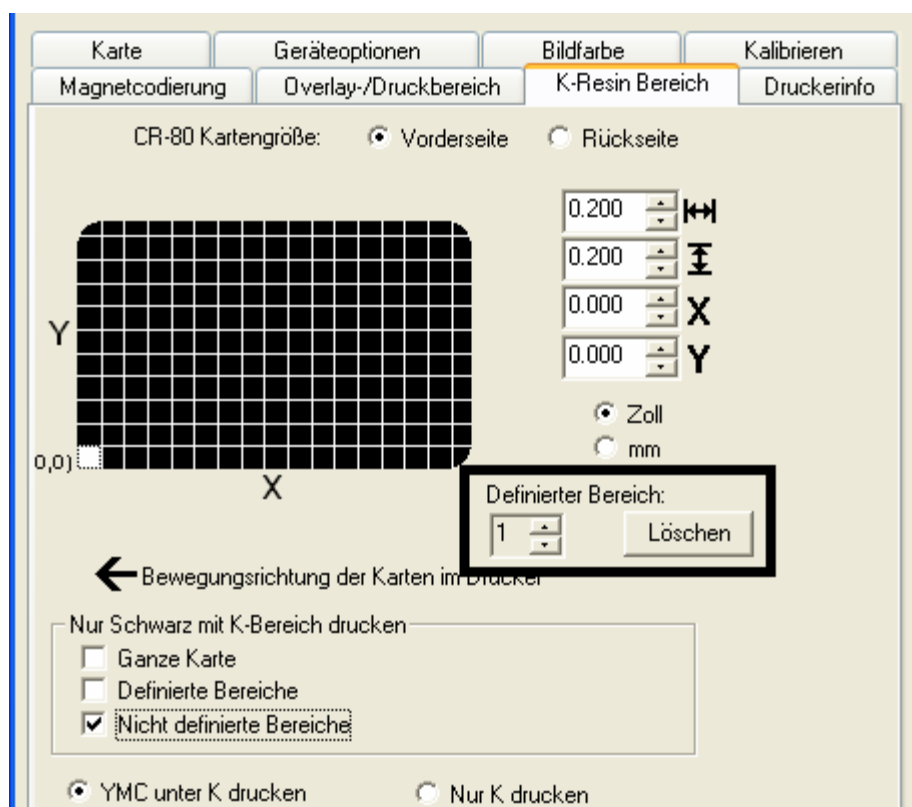 Karte Geräteoptionen Bildfarbe Kalibrieren
Magnetcodierung Overlay-/Druckbereich K-Resin Bereich Druckerinfo
CR-80 Kartengröße: Vorderseite Rückseite
0.200
0.200
0.000 X
Y 0.000 Y
Zoll
0,0) mm
X Definierter Bereich:
1 Löschen
Bewegungsrichtung der Karten im Drucker
Nur Schwarz mit K-Bereich drucken
Ganze Karte
Definierte Bereiche
Nicht definierte Bereiche
YMC unter K drucken Nur K drucken